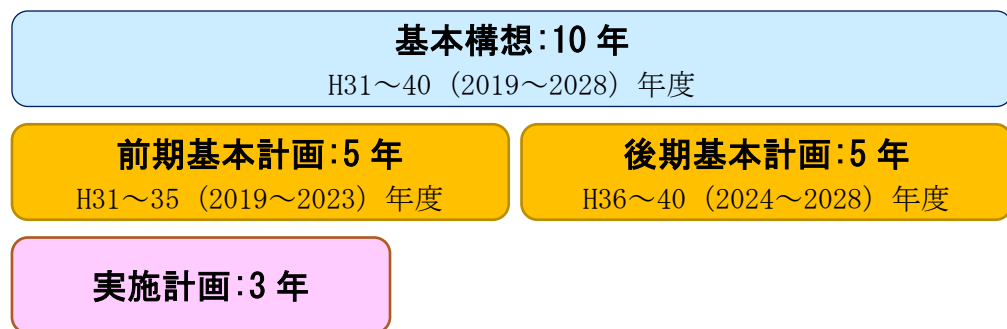 基本構想:10 年
H31～40（2019～2028）年度
前期基本計画:5 年
H31～35（2019～2023）年度
後期基本計画:5 年
H36～40（2024～2028）年度
実施計画:3 年